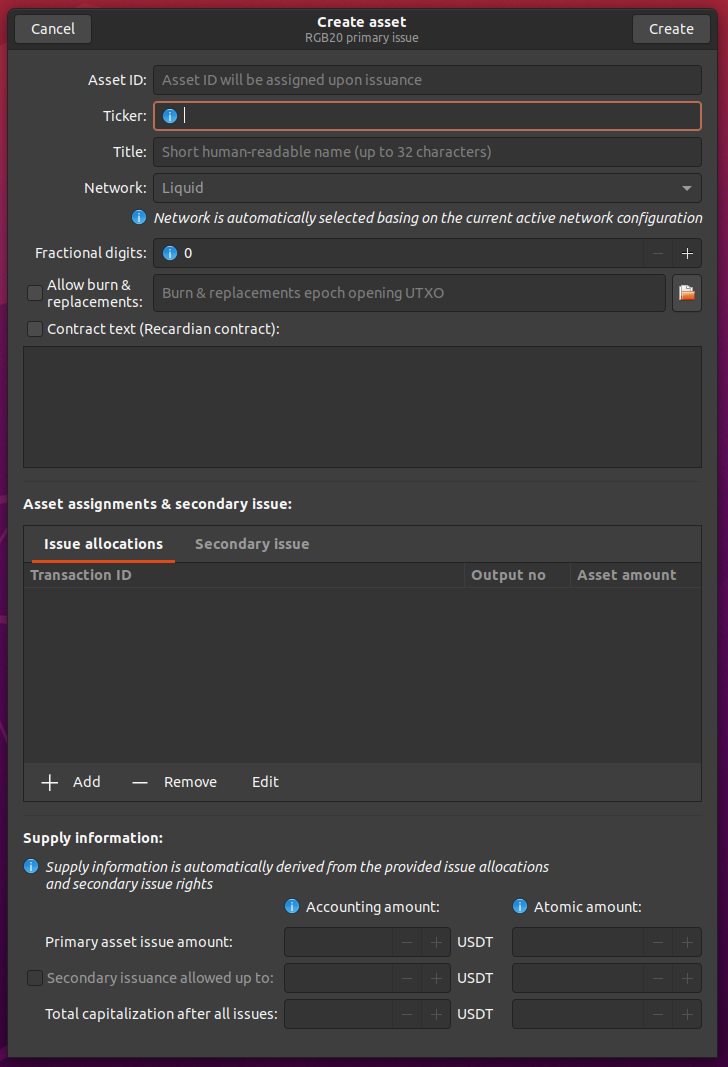 Cancel
Create asset
RGB20 primary issue
Create
Asset ID:
Asset ID will be assigned upon issuance
Ticker:
Title:
Short human-readable name (up to 32 characters)
Network:
Liquid
Network is automatically selected basing on the current active network configuration
Fractional digits:
0
Allow burn &
replacements:
Burn & replacements epoch opening UTXO
Contract text (Recardian contract):
Asset assignments & secondary issue:
Issue allocations
Secondary issue
Transaction ID
Output no
Asset amount
Add
Remove
Edit
Supply information:
Supply information is automatically derived from the provided issue allocations
and secondary issue rights
Accounting amount:
Atomic amount:
Primary asset issue amount:
USDT
Secondary issuance allowed up to:
USDT
Total capitalization after all issues:
USDT